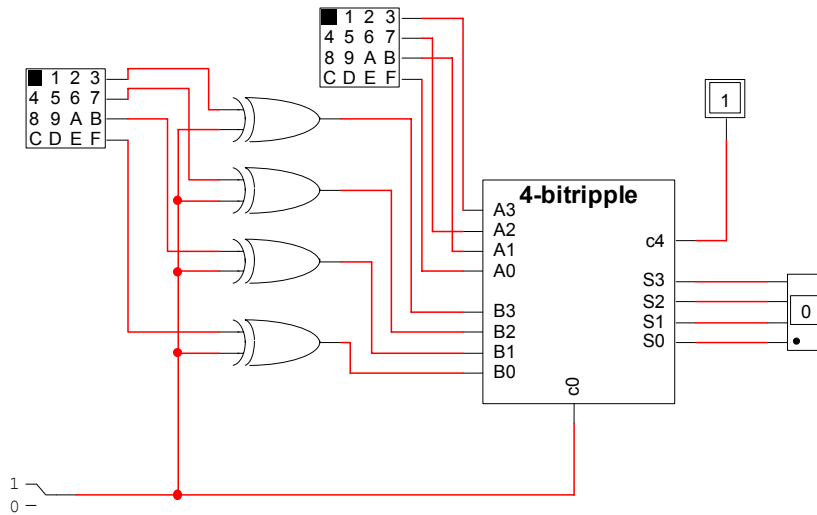 1 2 3
4 5 6 7
8 9 A B
C D E F
1 2 3
4 5 6 7
8 9 A B
C D E F
1
4-bitripple
A3
A2
A1
A0
B3
B2
B1
B0
c4
S3
S2
S1
S0
c0
0
1
0